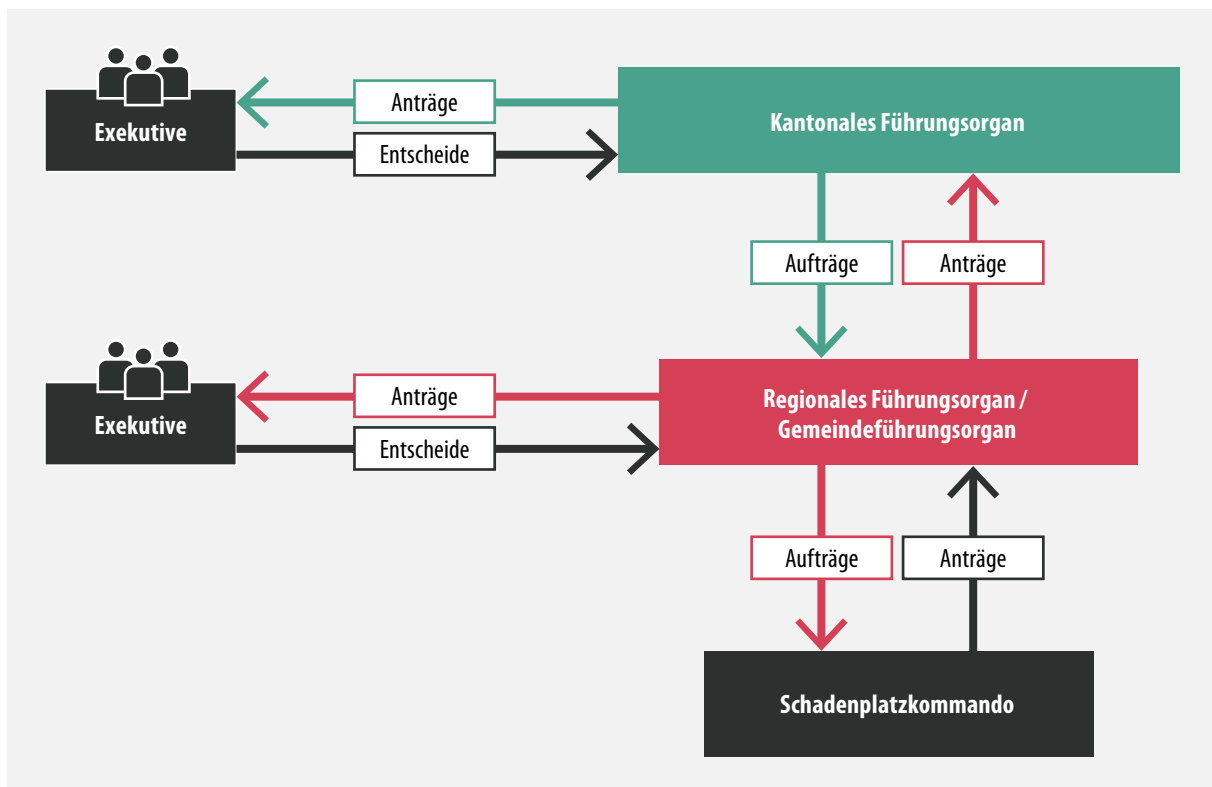 Exekutive
Anträge
Entscheide
Kantonales Führungsorgan
Aufträge
Anträge
Exekutive
Anträge
Entscheide
Regionales Führungsorgan /
Gemeindeführungsorgan
Aufträge
Anträge
Schadenplatzkommando